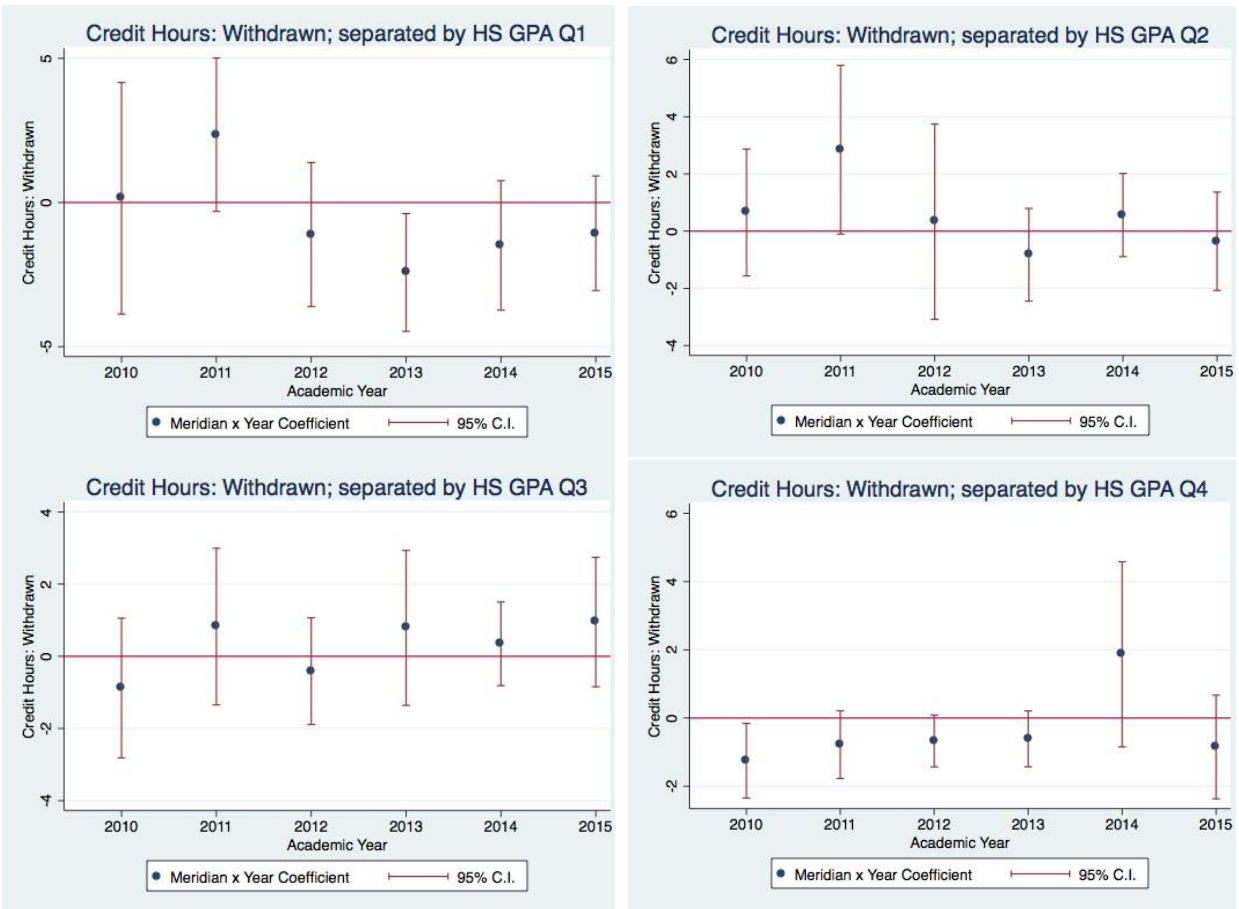 Credit Hours: Withdrawn; separated by HS GPA Q1
Credit Hours: Withdrawn
5
0
-5
2010 2011 2012 2013 2014 2015
Academic Year
Meridian x Year Coefficient 95% C.I.
Credit Hours: Withdrawn; separated by HS GPA Q2
Credit Hours: Withdrawn
6
4
2
0
-2
-4
2010 2011 2012 2013 2014 2015
Academic Year
Meridian x Year Coefficient 95% C.I.
Credit Hours: Withdrawn; separated by HS GPA Q3
Credit Hours: Withdrawn
4
2
0
-2
-4
2010 2011 2012 2013 2014 2015
Academic Year
Meridian x Year Coefficient 95% C.I.
Credit Hours: Withdrawn; separated by HS GPA Q4
Credit Hours: Withdrawn
6
4
2
0
-2
2010 2011 2012 2013 2014 2015
Academic Year
Meridian x Year Coefficient 95% C.I.